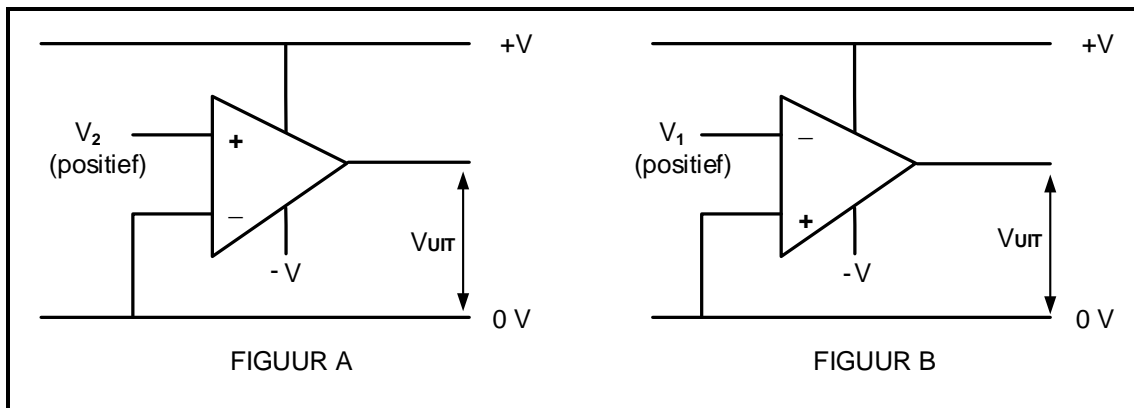 +V
V2
(positief)
+
–
VUIT
- V
0 V
FIGUUR A
+V
V1
(positief)
–
+
VUIT
-V
0 V
FIGUUR B